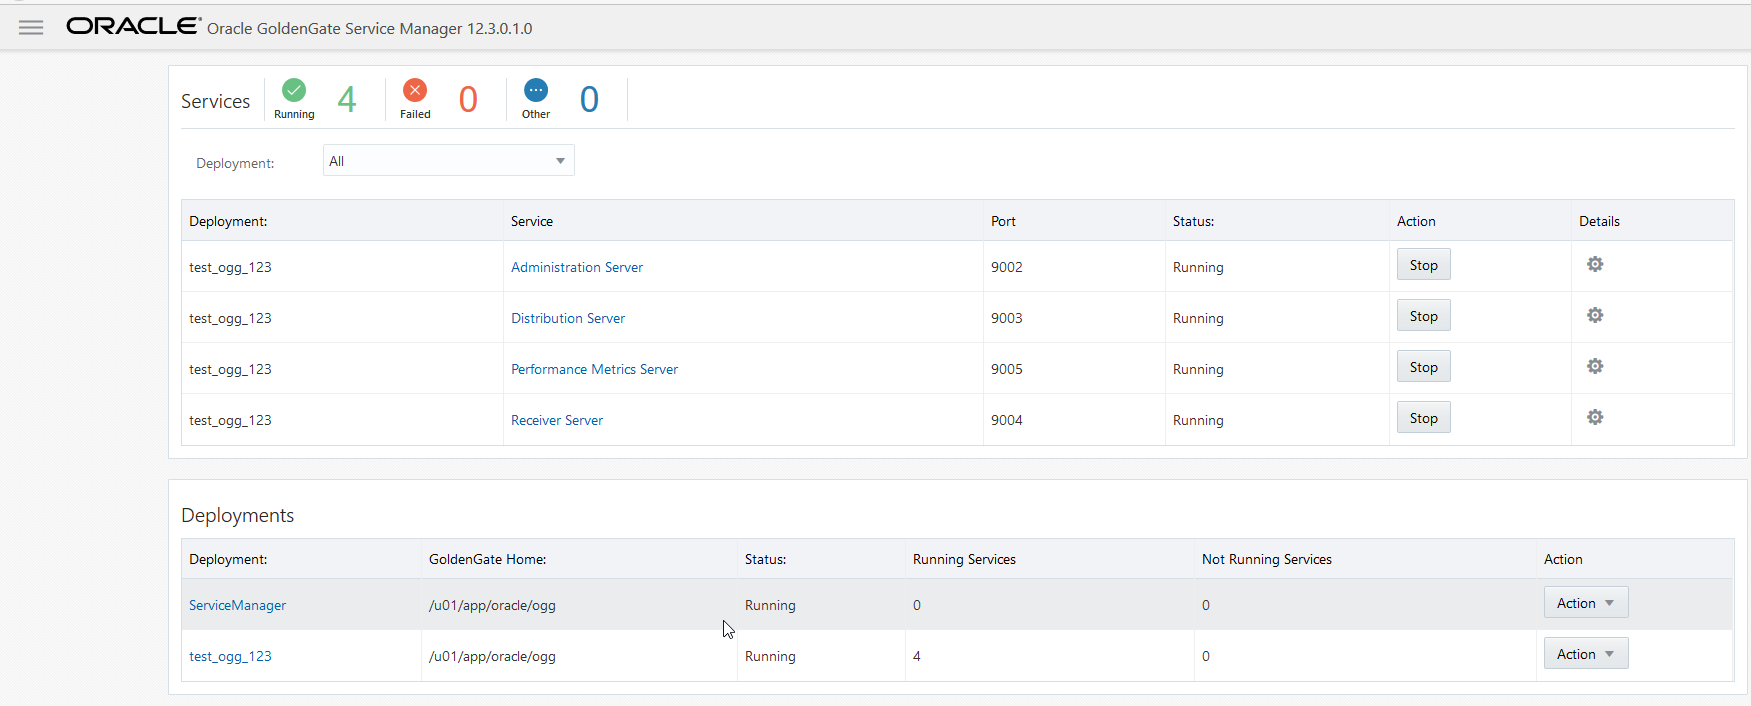 ORACLE Oracle GoldenGate Service Manager 12.3.0.1.0
Services Running 4 Failed 0 Other 0
Deployment: All
Deployment: Service Port Status: Action Details
test_ogg_123 Administration Server 9002 Running Stop
test_ogg_123 Distribution Server 9003 Running Stop
test_ogg_123 Performance Metrics Server 9005 Running Stop
test_ogg_123 Receiver Server 9004 Running Stop
Deployments
Deployment: GoldenGate Home: Status: Running Services Not Running Services Action
ServiceManager /u01/app/oracle/ogg Running 0 0 Action
test_ogg_123 /u01/app/oracle/ogg Running 4 0 Action